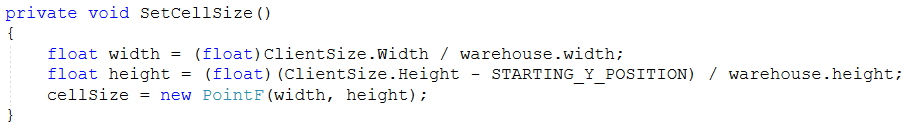 private void SetCellSize()
{
    float width = (float)ClientSize.Width / warehouse.width;
    float height = (float)(ClientSize.Height - STARTING_Y_POSITION) / warehouse.height;
    cellSize = new PointF(width, height);
}